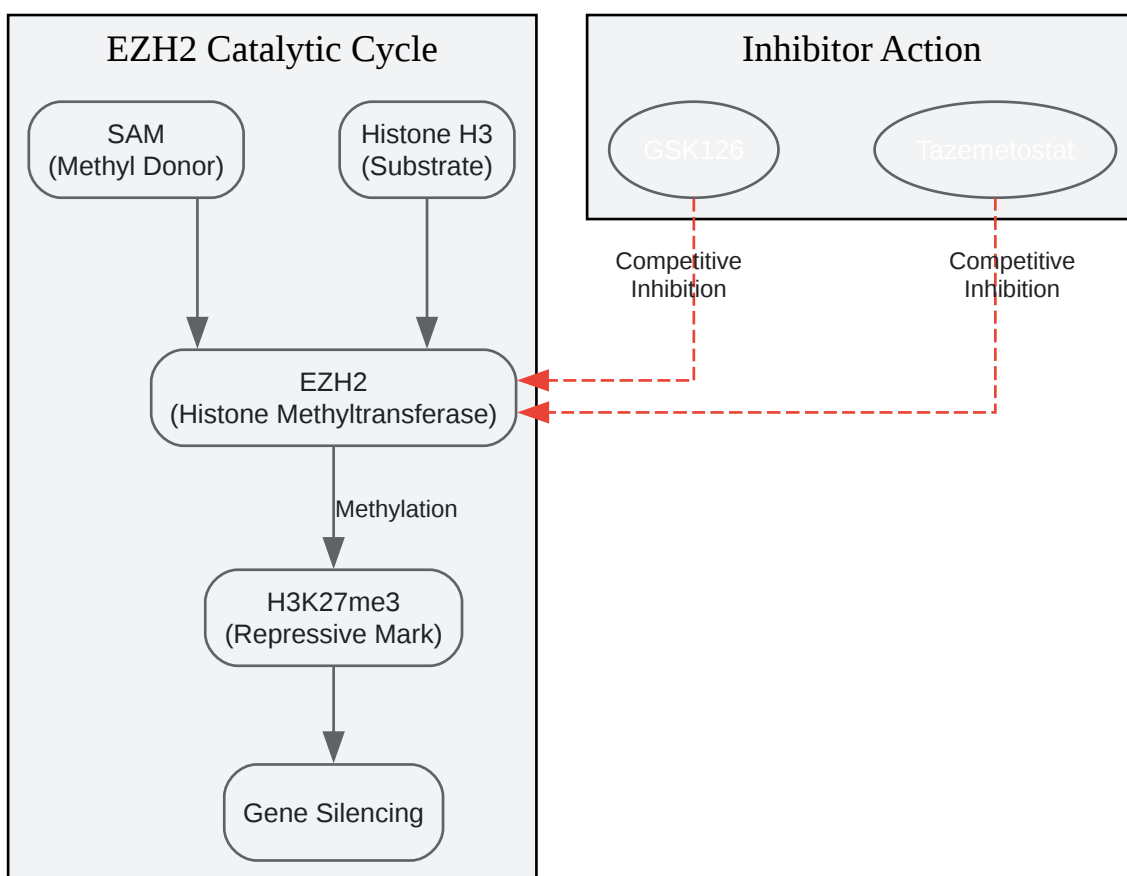 EZH2 Catalytic Cycle
SAM
(Methyl Donor)
Histone H3
(Substrate)
EZH2
(Histone Methyltransferase)
Methylation
H3K27me3
(Repressive Mark)
Gene Silencing
Inhibitor Action
GSK126
Tazemetostat
Competitive
Inhibition
Competitive
Inhibition